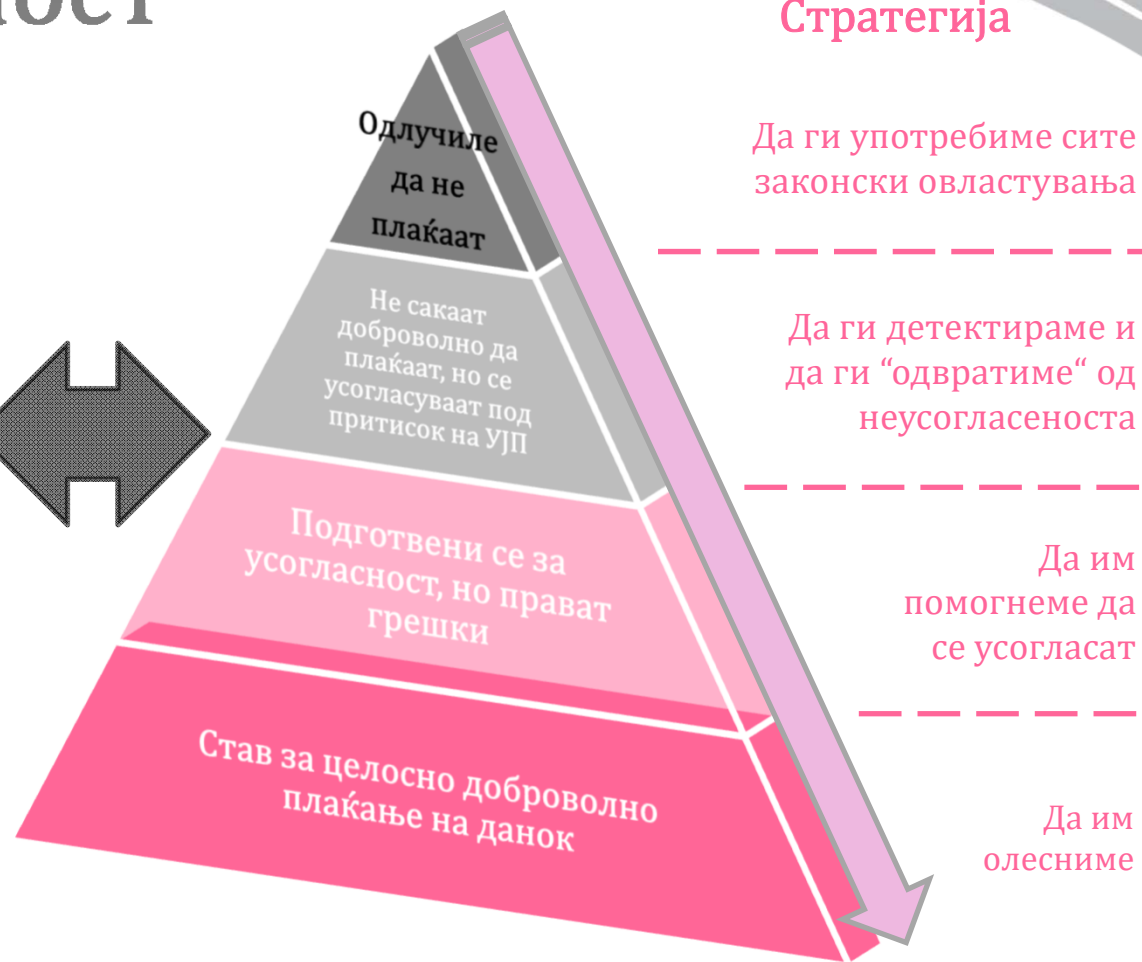 Стратегија
Одлучиле
да не
плаќаат
Да ги употребиме сите
законски овластувања
Не сакаат
доброволно да
плаќаат, но се
усогласуваат под
притисок на УЈП
Да ги детектираме и
да ги “одвратиме“ од
неусогласеноста
Подготвени се за
усогласност, но прават
грешки
Да им
помогнеме да
се усогласат
Став за целосно доброволно
плаќање на данок
Да им
олесниме